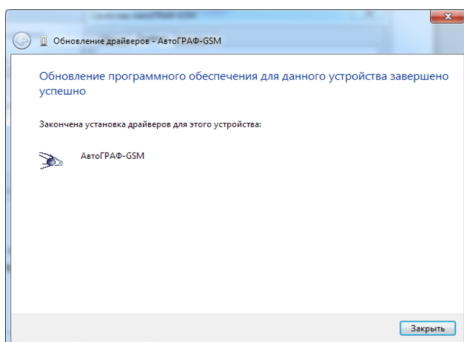 Обновление драйверов - АвтоГРАФ-GSM
Обновление программного обеспечения для данного устройства завершено
успешно
Закончена установка драйверов для этого устройства:
АвтоГРАФ-GSM
Закрыть